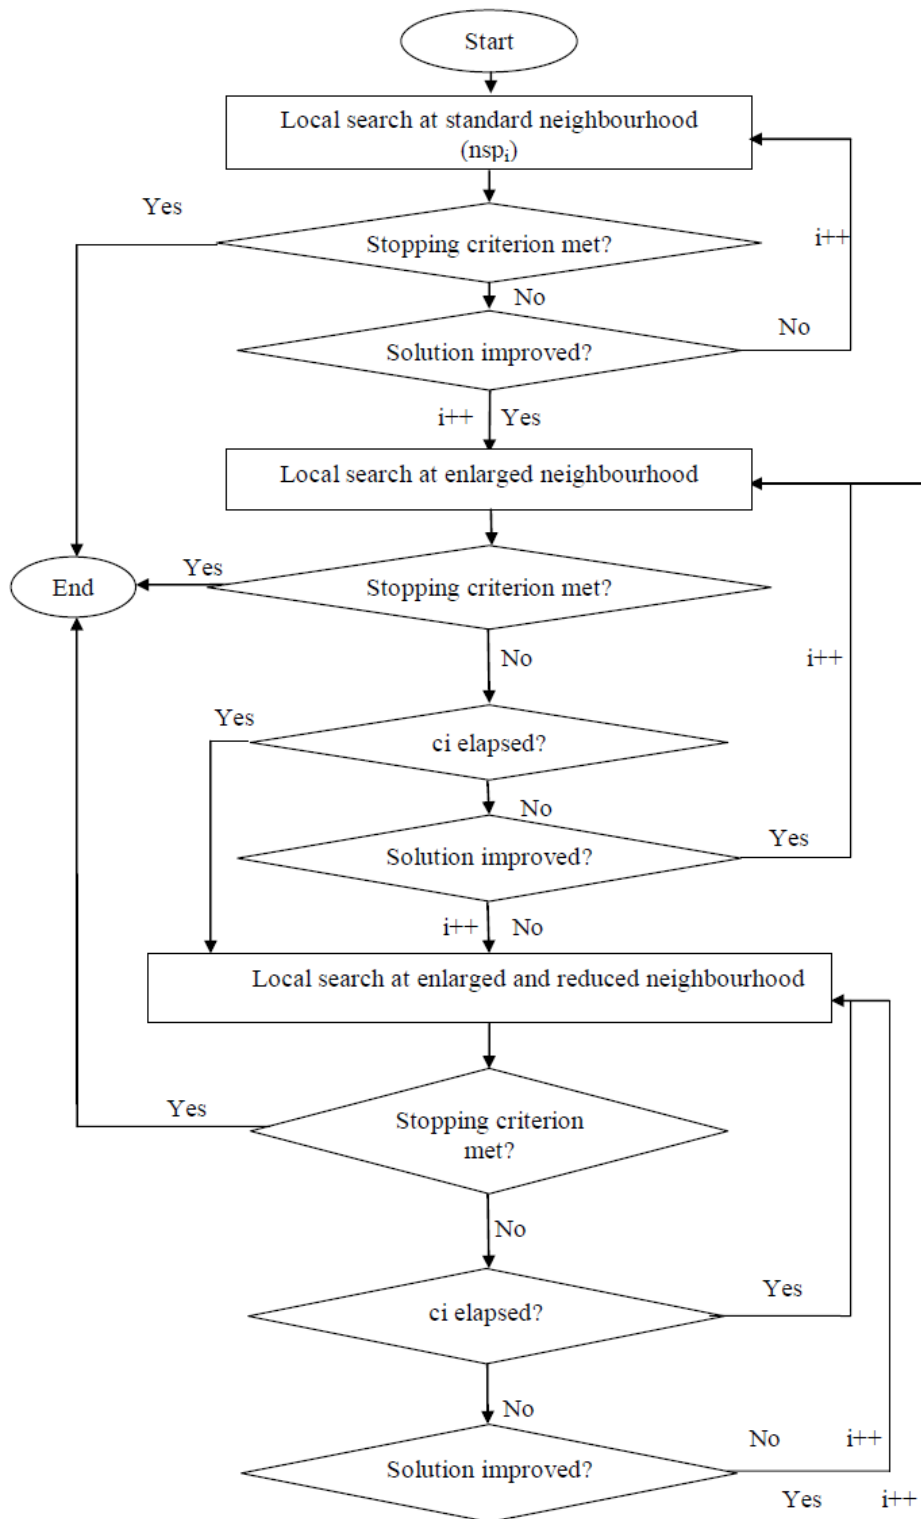 Start
Local search at standard neighbourhood
(nspi)
Yes
Stopping criterion met?
i++
No
Solution improved?
No
i++ Yes
Local search at enlarged neighbourhood
End
Yes
Stopping criterion met?
No
i++
Yes
ci elapsed?
No
Solution improved?
Yes
i++ No
Local search at enlarged and reduced neighbourhood
Yes
Stopping criterion
met?
No
ci elapsed?
Yes
No
No i++
Solution improved?
Yes i++